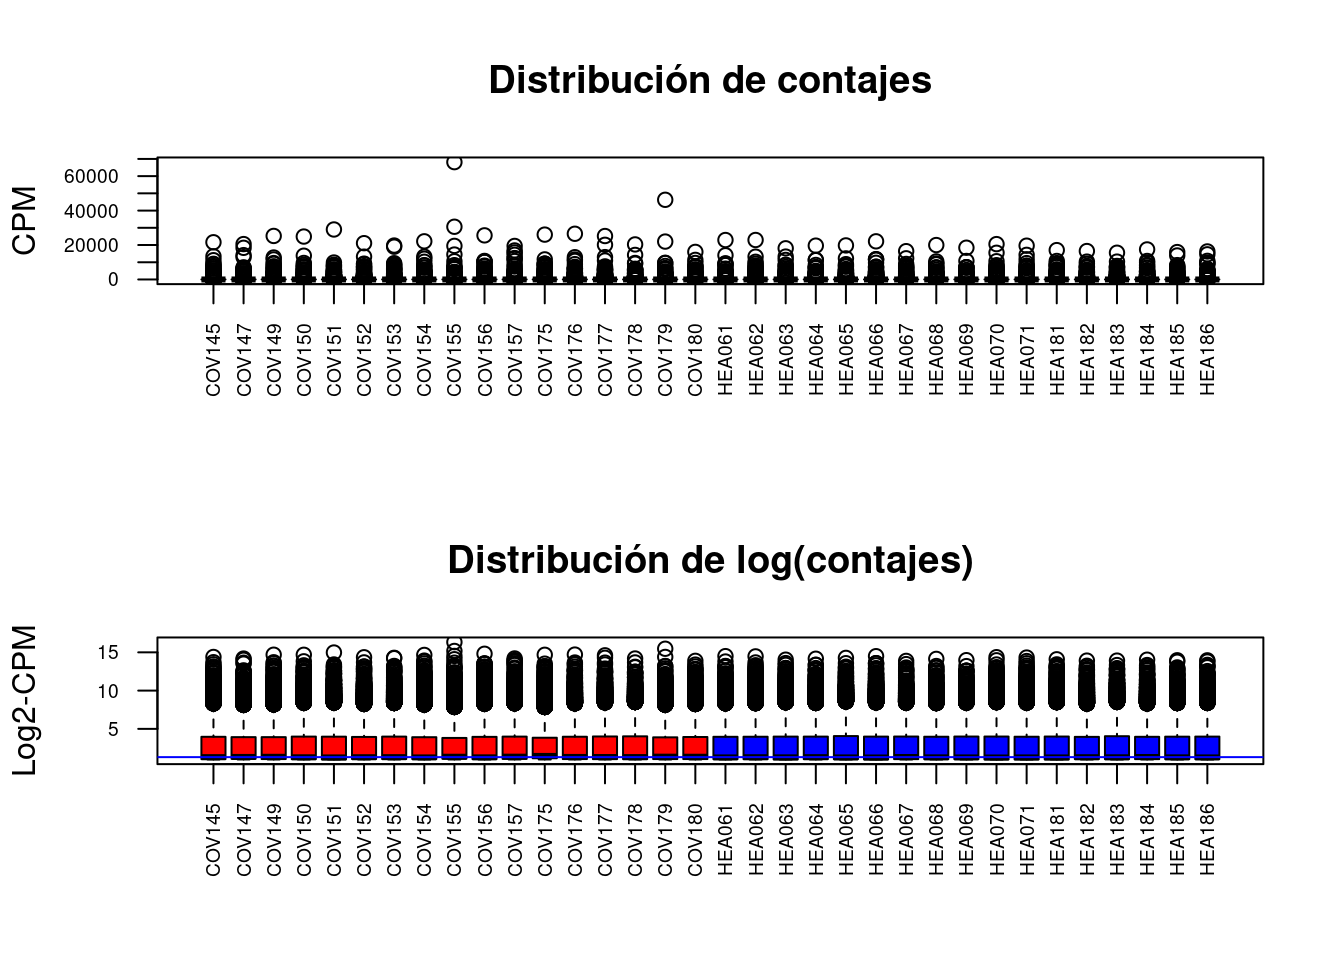 Distribución de contajes
CPM
60000
40000
20000
0
COV145 COV147 COV149 COV150 COV151 COV152 COV153 COV154 COV155 COV156 COV157 COV175 COV176 COV177 COV178 COV179 COV180 HEA061 HEA062 HEA063 HEA064 HEA065 HEA066 HEA067 HEA068 HEA069 HEA070 HEA071 HEA181 HEA182 HEA183 HEA184 HEA185 HEA186
Distribución de log(contajes)
Log2-CPM
15
10
5
COV145 COV147 COV149 COV150 COV151 COV152 COV153 COV154 COV155 COV156 COV157 COV175 COV176 COV177 COV178 COV179 COV180 HEA061 HEA062 HEA063 HEA064 HEA065 HEA066 HEA067 HEA068 HEA069 HEA070 HEA071 HEA181 HEA182 HEA183 HEA184 HEA185 HEA186